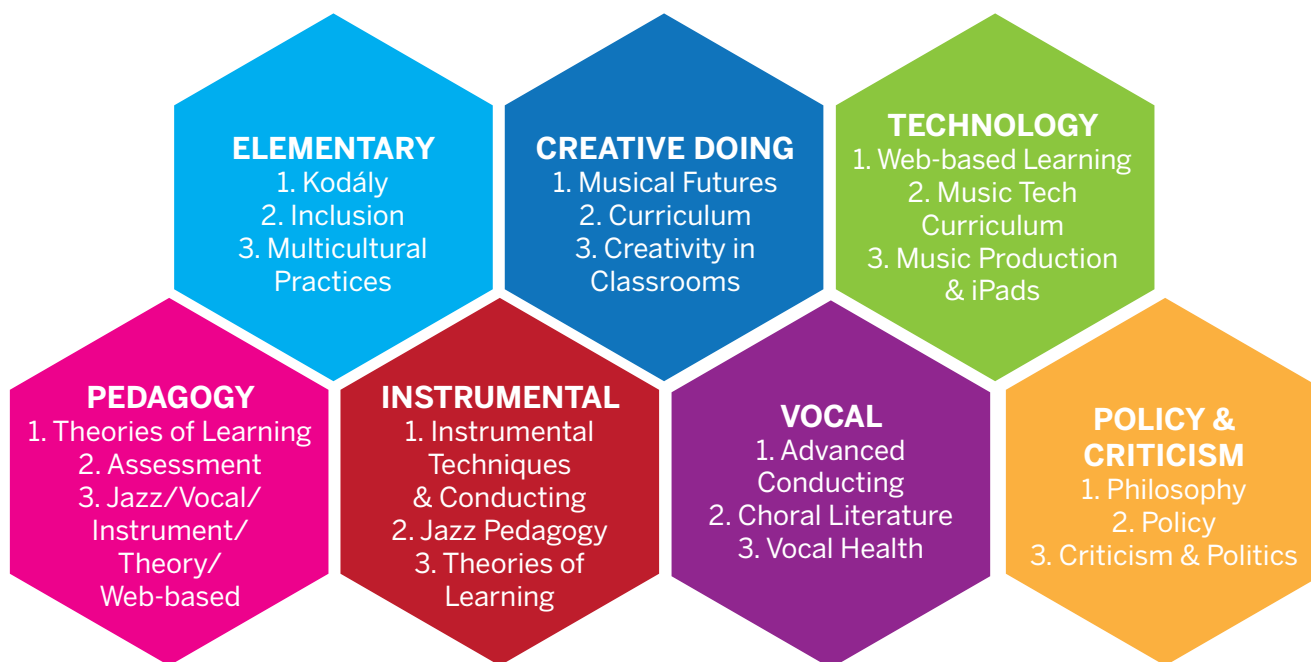 ELEMENTARY
1. Kodály
2. Inclusion
3. Multicultural
Practices
CREATIVE DOING
1. Musical Futures
2. Curriculum
3. Creativity in
Classrooms
TECHNOLOGY
1. Web-based Learning
2. Music Tech
Curriculum
3. Music Production
& iPads
PEDAGOGY
1. Theories of Learning
2. Assessment
3. Jazz/Vocal/
Instrument/
Theory/
Web-based
INSTRUMENTAL
1. Instrumental
Techniques
& Conducting
2. Jazz Pedagogy
3. Theories of
Learning
VOCAL
1. Advanced
Conducting
2. Choral Literature
3. Vocal Health
POLICY &
CRITICISM
1. Philosophy
2. Policy
3. Criticism & Politics